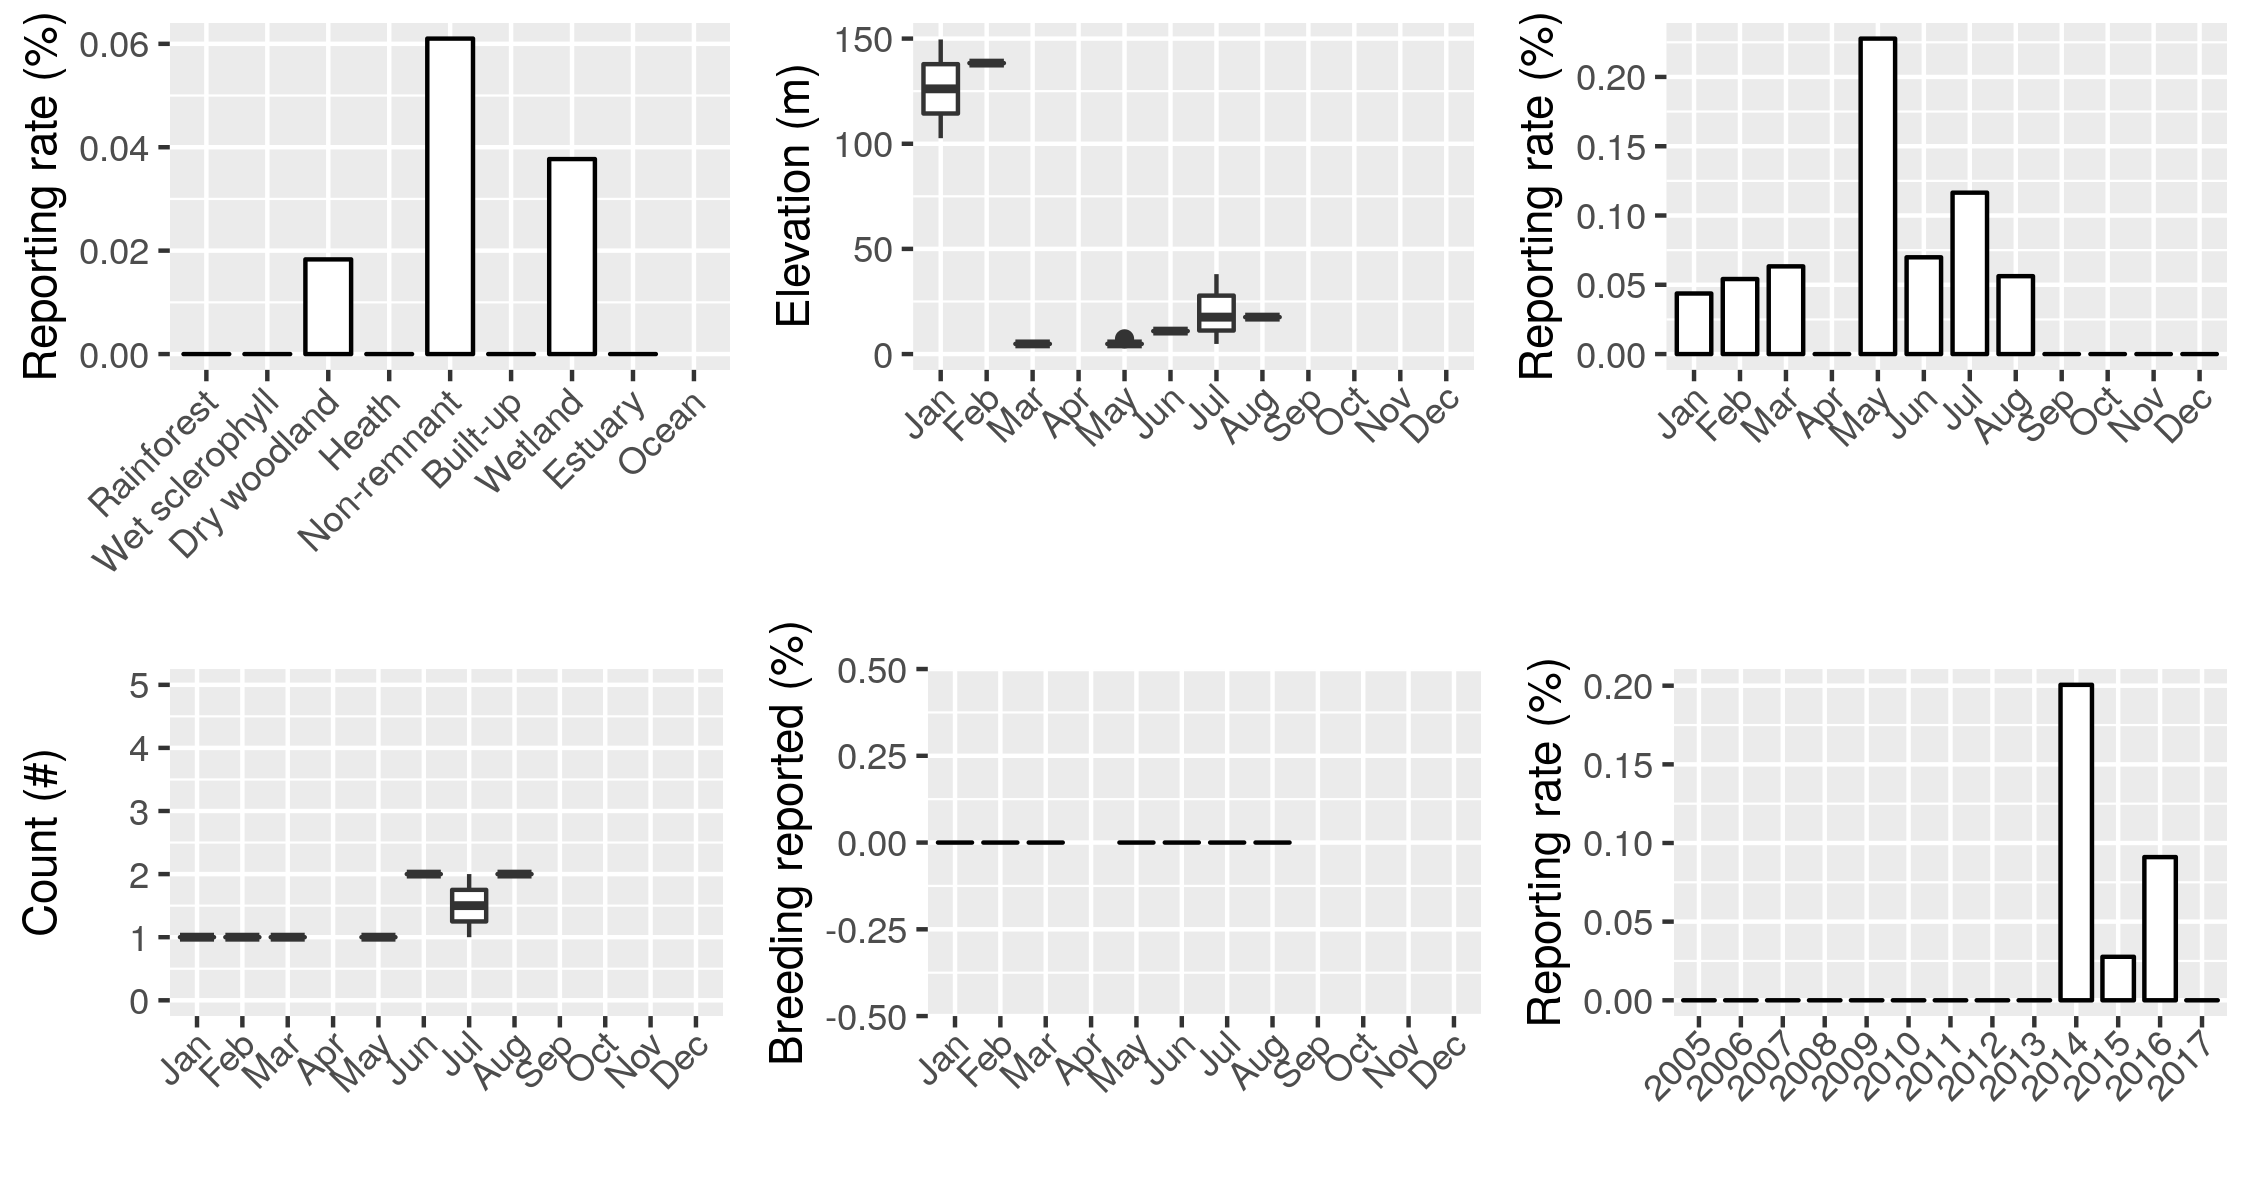 Reporting rate (%)
0.06
0.04
0.02
0.00
Rainforest
Wet sclerophyll
Dry woodland
Heath
Non-remnant
Built-up
Wetland
Estuary
Ocean
Elevation (m)
150
100
50
0
Jan
Feb
Mar
Apr
May
Jun
Jul
Aug
Sep
Oct
Nov
Dec
Reporting rate (%)
0.20
0.15
0.10
0.05
0.00
Jan
Feb
Mar
Apr
May
Jun
Jul
Aug
Sep
Oct
Nov
Dec
Count (#)
5
4
3
2
1
0
Jan
Feb
Mar
Apr
May
Jun
Jul
Aug
Sep
Oct
Nov
Dec
Breeding reported (%)
0.50
0.25
0.00
-0.25
-0.50
Jan
Feb
Mar
Apr
May
Jun
Jul
Aug
Sep
Oct
Nov
Dec
Reporting rate (%)
0.20
0.15
0.10
0.05
0.00
2005
2006
2007
2008
2009
2010
2011
2012
2013
2014
2015
2016
2017